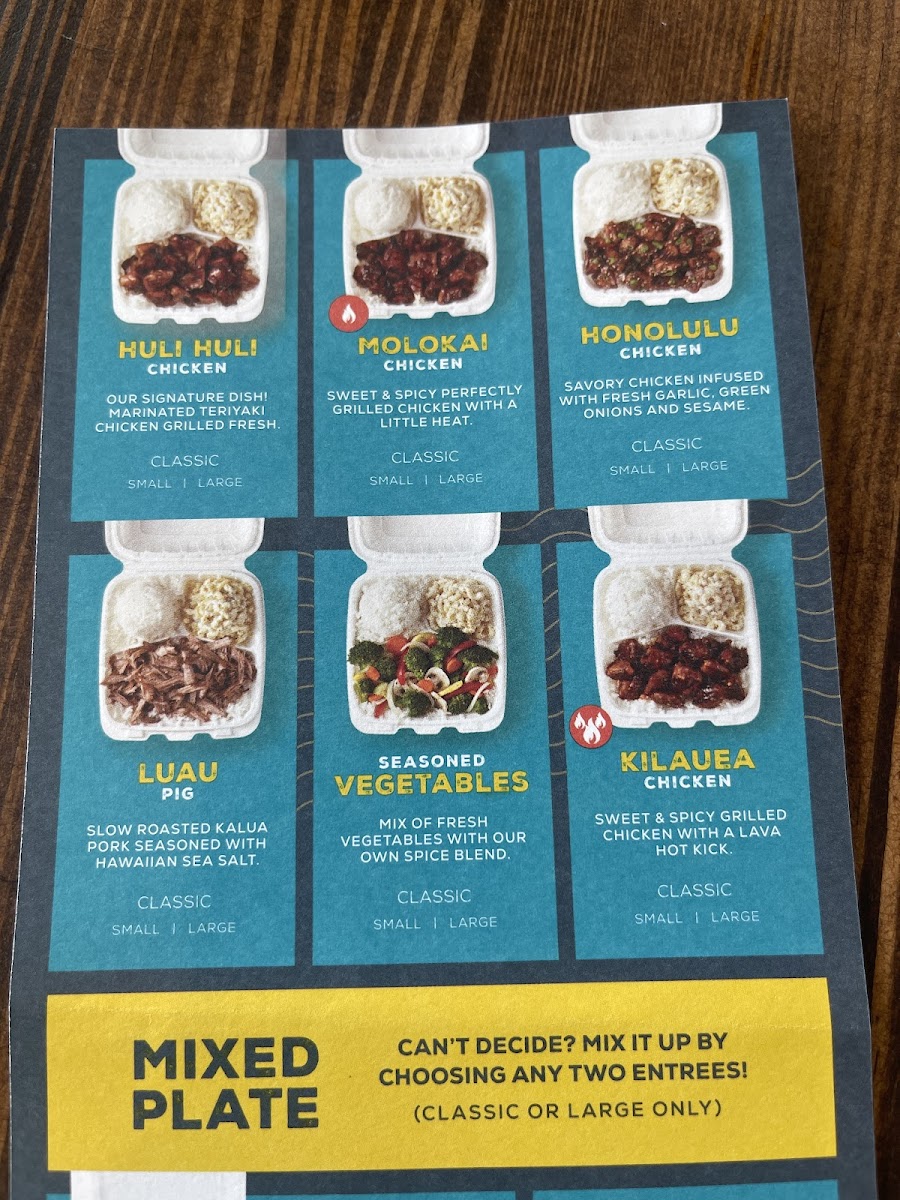 HULI HULI
CHICKEN
OUR SIGNATURE DISH!
MARINATED TERIYAKI
CHICKEN GRILLED FRESH.
CLASSIC
SMALL | LARGE
MOLOKAI
CHICKEN
SWEET & SPICY PERFECTLY
GRILLED CHICKEN WITH A
LITTLE HEAT.
CLASSIC
SMALL | LARGE
HONOLULU
CHICKEN
SAVORY CHICKEN INFUSED
WITH FRESH GARLIC, GREEN
ONIONS AND SESAME.
CLASSIC
SMALL | LARGE
LUAU
PIG
SLOW ROASTED KALUA
PORK SEASONED WITH
HAWAIIAN SEA SALT.
CLASSIC
SMALL | LARGE
SEASONED
VEGETABLES
MIX OF FRESH
VEGETABLES WITH OUR
OWN SPICE BLEND.
CLASSIC
SMALL | LARGE
KILAUEA
CHICKEN
SWEET & SPICY GRILLED
CHICKEN WITH A LAVA
HOT KICK.
CLASSIC
SMALL | LARGE
MIXED
PLATE
CAN'T DECIDE? MIX IT UP BY
CHOOSING ANY TWO ENTREES!
(CLASSIC OR LARGE ONLY)